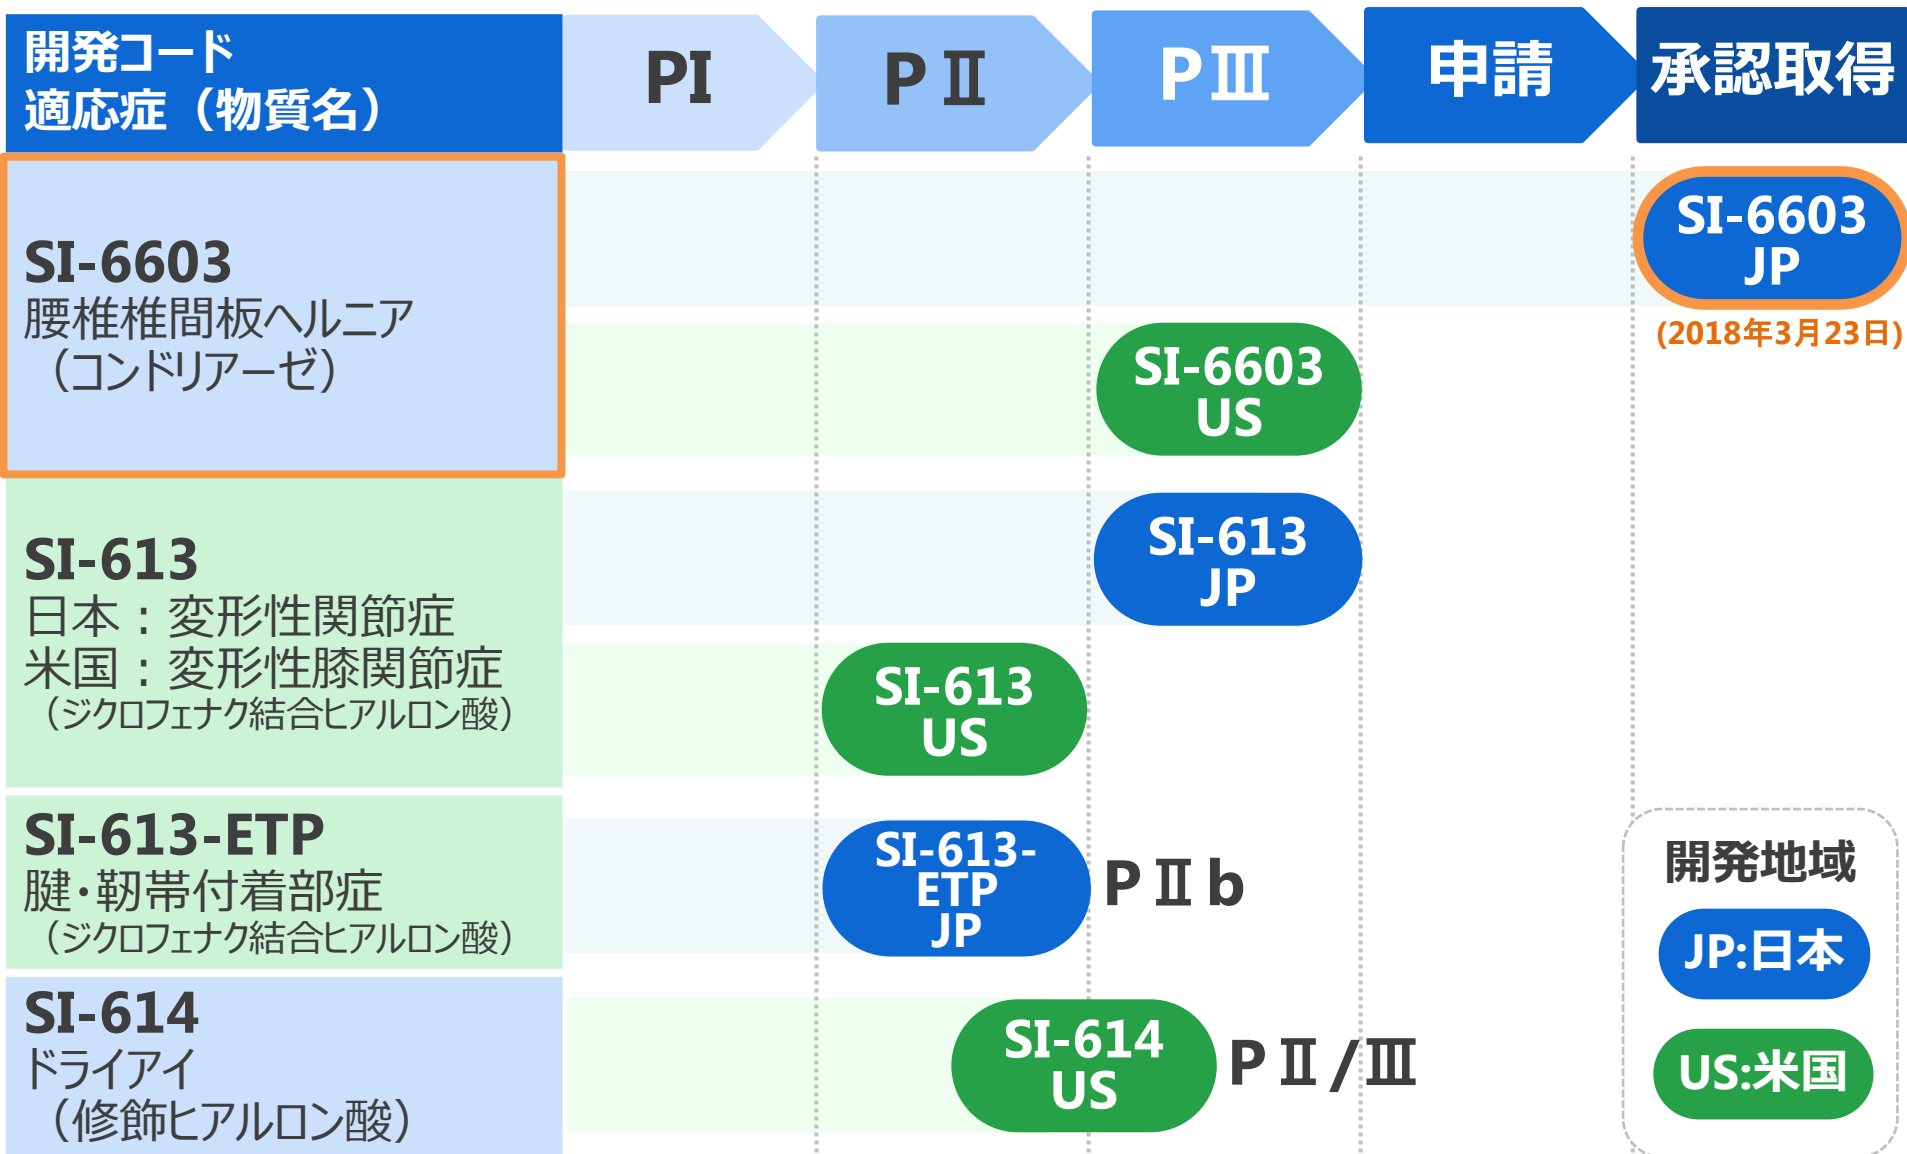 開発コード
適応症（物質名）
PI
PⅡ
PⅢ
申請
承認取得
SI-6603
腰椎椎間板ヘルニア
（コンドリアーゼ）
SI-6603
JP
(2018年3月23日)
SI-6603
US
SI-613
日本：変形性関節症
米国：変形性膝関節症
（ジクロフェナク結合ヒアルロン酸）
SI-613
JP
SI-613
US
SI-613-ETP
腱・靭帯付着部症
（ジクロフェナク結合ヒアルロン酸）
SI-613-
ETP
JP
PⅡb
SI-614
ドライアイ
（修飾ヒアルロン酸）
SI-614
US
PⅡ/Ⅲ
開発地域
JP:日本
US:米国